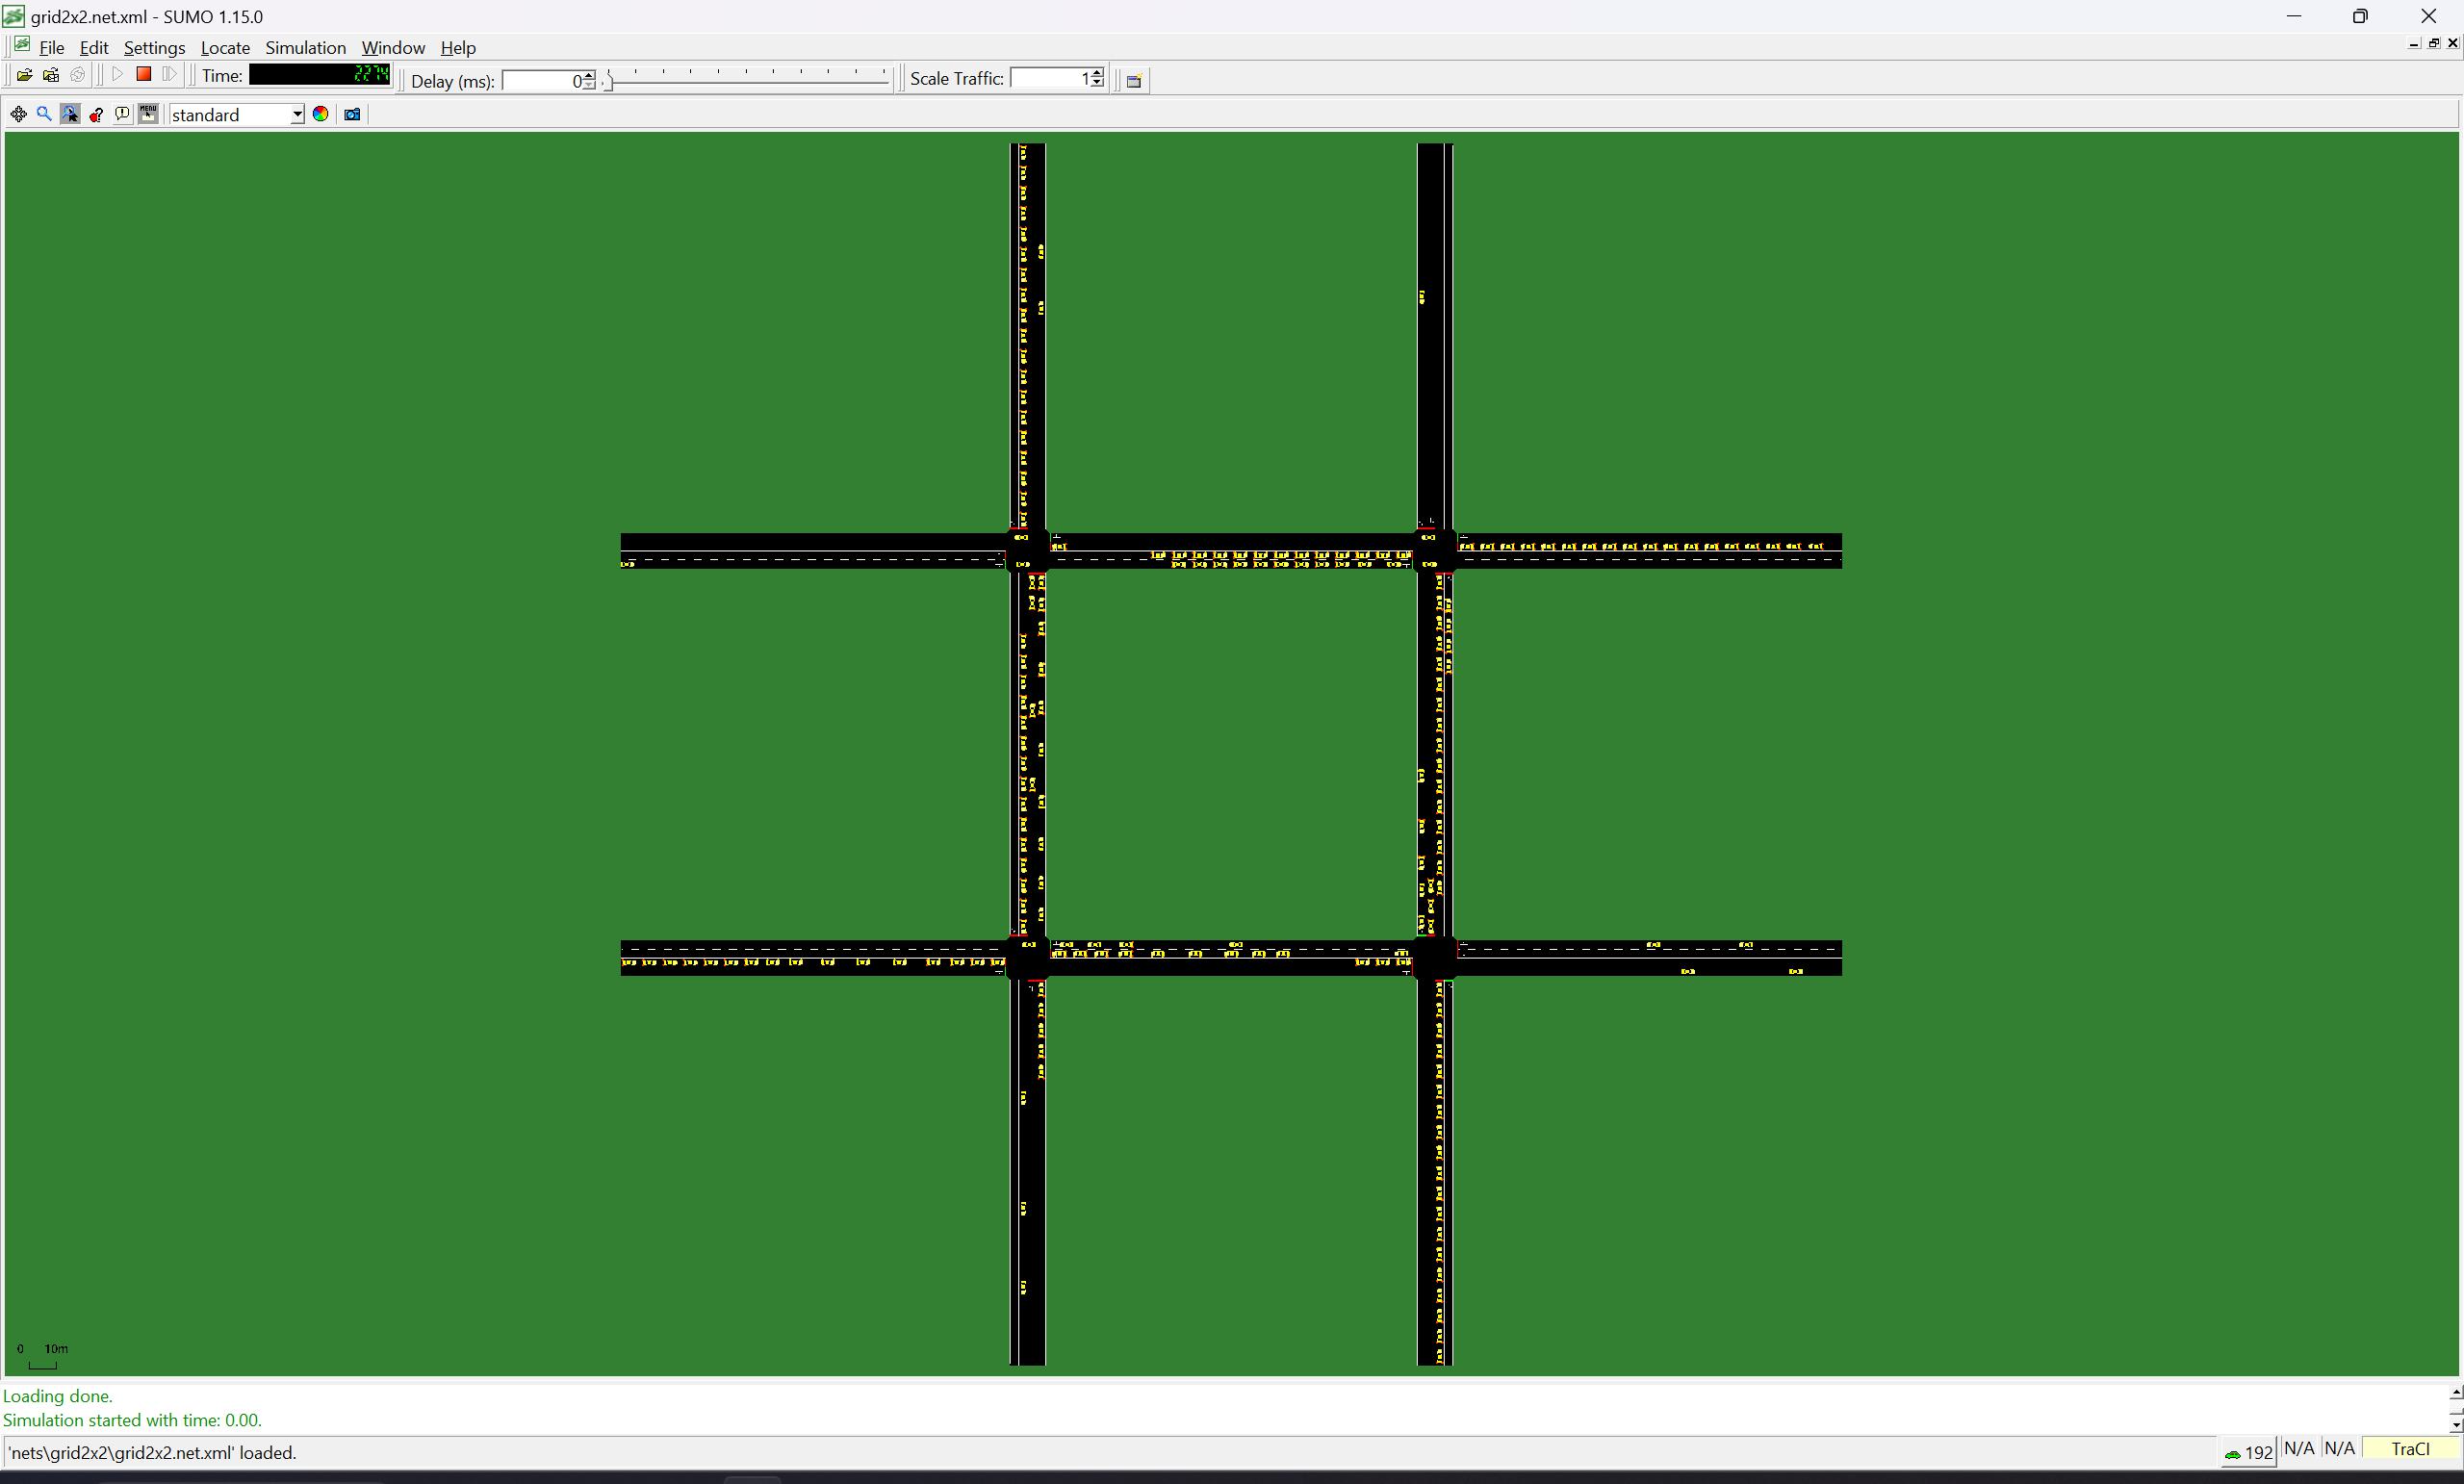 grid2x2.net.xml - SUMO 1.15.0
File Edit Settings Locate Simulation Window Help
Time: 2274 Delay (ms): 0 Scale Traffic: 1
MENU standard
0 10m
Loading done.
Simulation started with time: 0.00.
'nets\grid2x2\grid2x2.net.xml' loaded. 192 N/A N/A TraCI